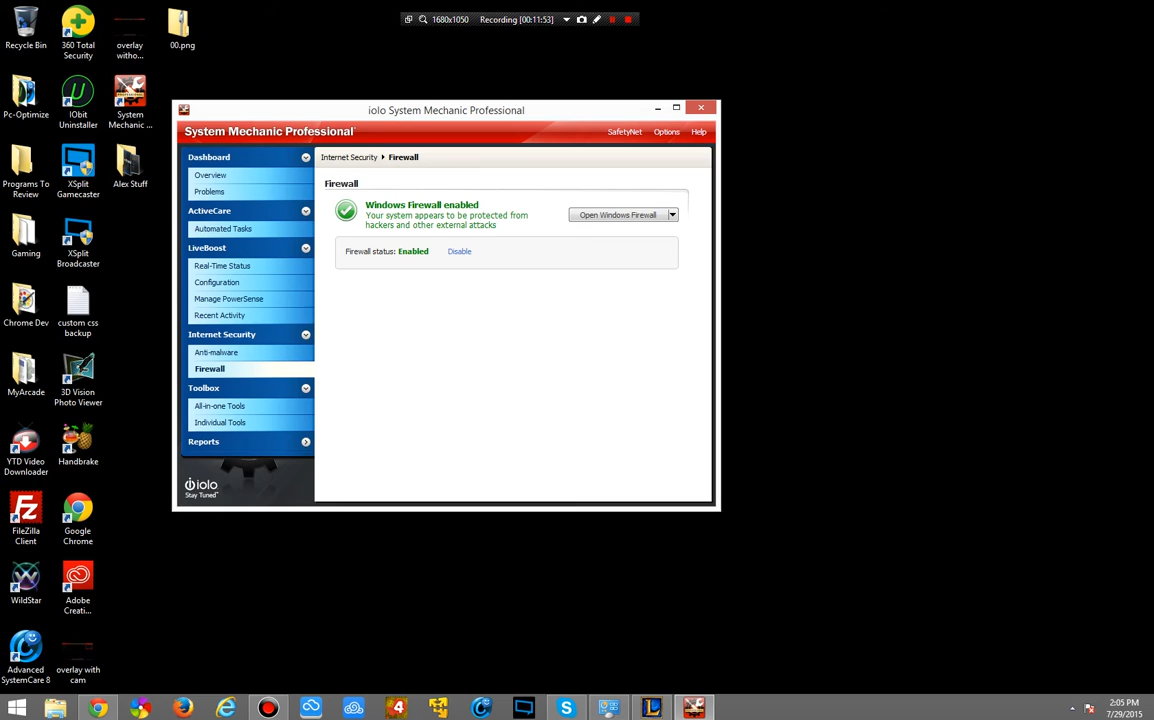 1680x1050
Recording [00:11:53]
Recycle Bin
360 Total
Security
overlay
witho...
00.png
Pc-Optimize
IObit
Uninstaller
System
Mechanic ...
Programs To
Review
XSplit
Gamecaster
Alex Stuff
Gaming
XSplit
Broadcaster
Chrome Dev
custom css
backup
MyArcade
3D Vision
Photo Viewer
YTD Video
Downloader
Handbrake
FileZilla
Client
Google
Chrome
WildStar
Adobe
Creati...
Advanced
SystemCare 8
overlay with
cam
iolo System Mechanic Professional
System Mechanic Professional
SafetyNet Options Help
Dashboard
Overview
Problems
ActiveCare
Automated Tasks
LiveBoost
Real-Time Status
Configuration
Manage PowerSense
Recent Activity
Internet Security
Anti-malware
Firewall
Toolbox
All-in-one Tools
Individual Tools
Reports
iolo
Stay Tuned™
Internet Security Firewall
Firewall
Windows Firewall enabled
Your system appears to be protected from
hackers and other external attacks
Open Windows Firewall
Firewall status: Enabled Disable
2:05 PM
7/29/2015